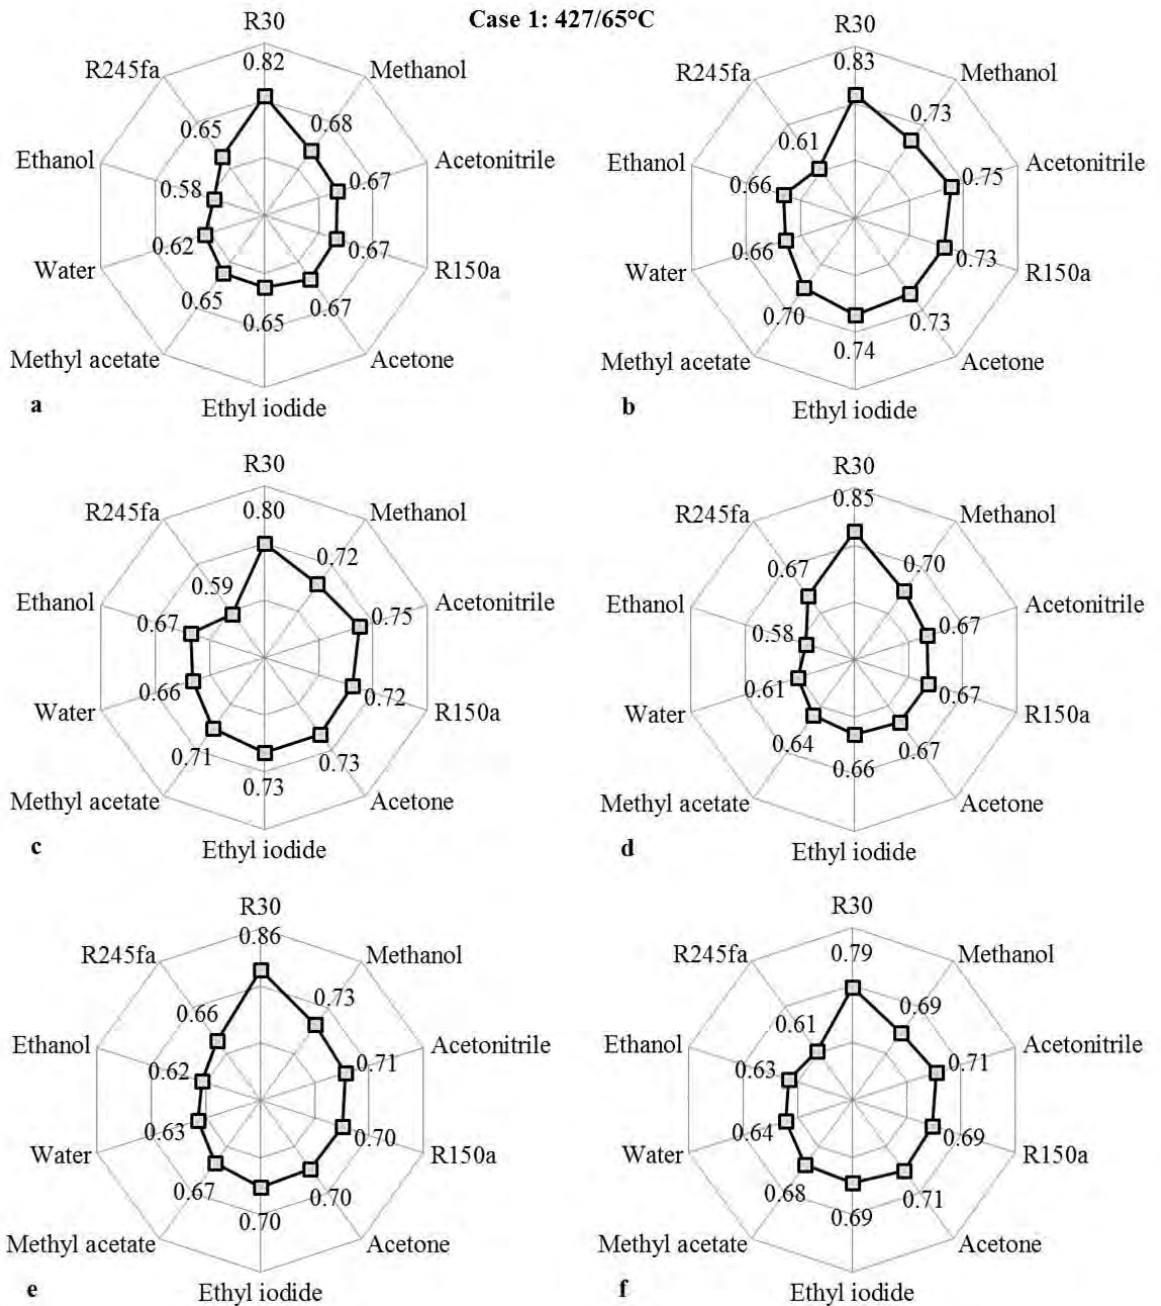 Case 1: 427/65°C
R30
0.82
R245fa
Methanol
0.65
0.68
Ethanol
Acetonitrile
0.58
0.67
0.62
0.67
Water
R150a
0.65
0.65
0.67
Methyl acetate
Acetone
a
Ethyl iodide
R30
0.83
R245fa
Methanol
0.61
0.73
Ethanol
Acetonitrile
0.66
0.75
0.66
0.73
Water
R150a
0.70
0.74
0.73
Methyl acetate
Acetone
b
Ethyl iodide
R30
0.80
R245fa
Methanol
0.59
0.72
Ethanol
Acetonitrile
0.67
0.75
0.66
0.72
Water
R150a
0.71
0.73
0.73
Methyl acetate
Acetone
c
Ethyl iodide
R30
0.85
R245fa
Methanol
0.67
0.70
Ethanol
Acetonitrile
0.58
0.67
0.61
0.67
Water
R150a
0.64
0.66
0.67
Methyl acetate
Acetone
d
Ethyl iodide
R30
0.86
R245fa
Methanol
0.66
0.73
Ethanol
Acetonitrile
0.62
0.71
0.63
0.70
Water
R150a
0.67
0.70
0.70
Methyl acetate
Acetone
e
Ethyl iodide
R30
0.79
R245fa
Methanol
0.61
0.69
Ethanol
Acetonitrile
0.63
0.71
0.64
0.69
Water
R150a
0.68
0.69
0.71
Methyl acetate
Acetone
f
Ethyl iodide